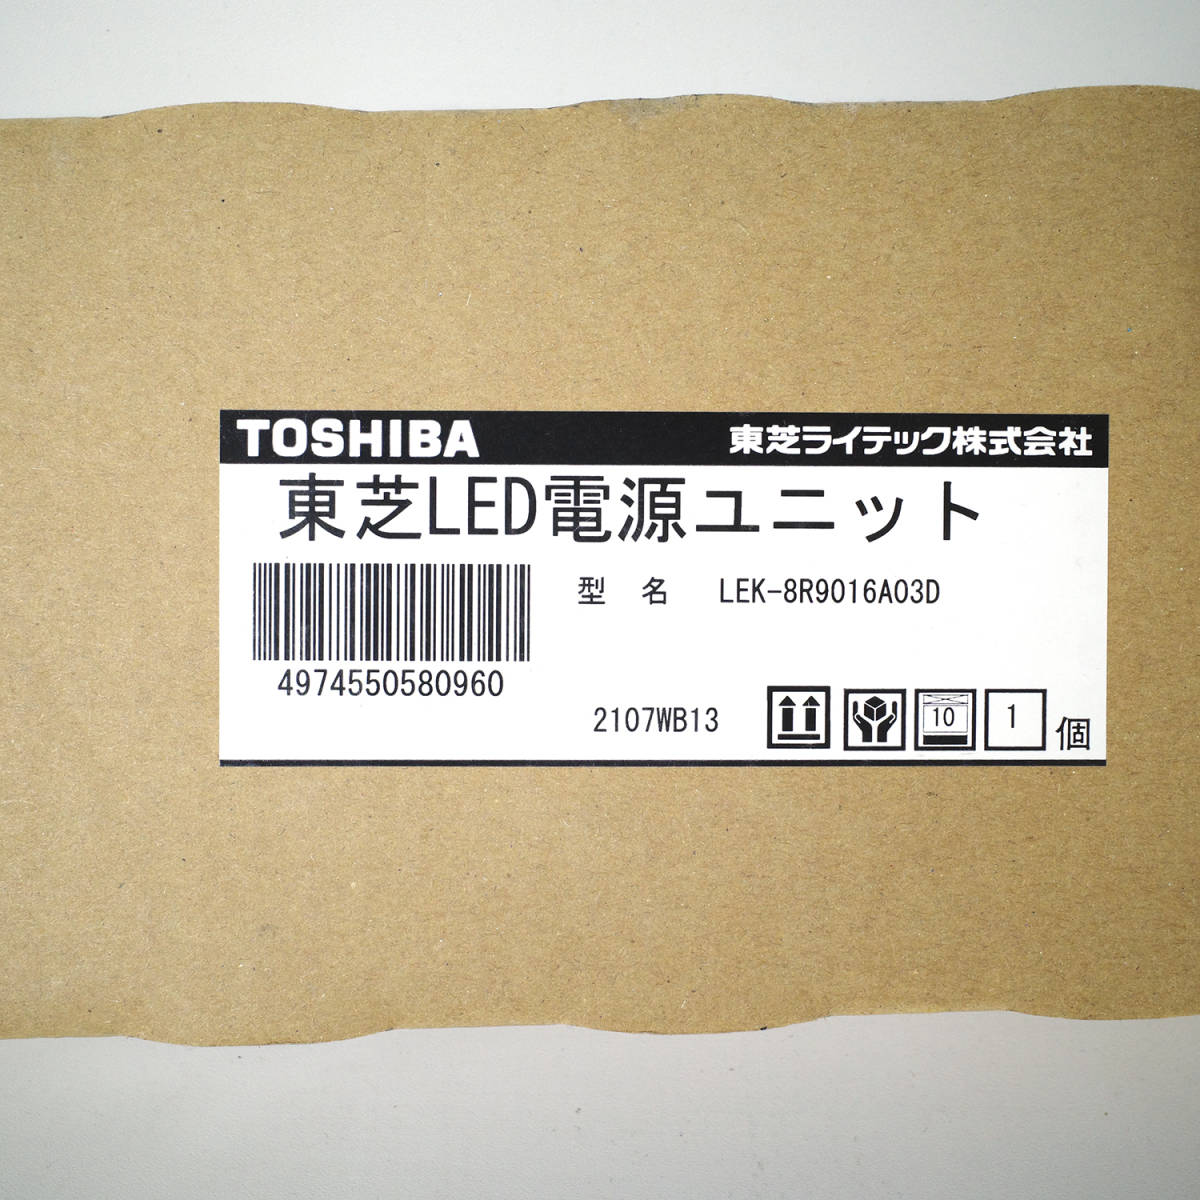 TOSHIBA 東芝ライテック株式会社
東芝LED電源ユニット
型 名 LEK-8R9016A03D
4974550580960
2107WB13 10 1 個